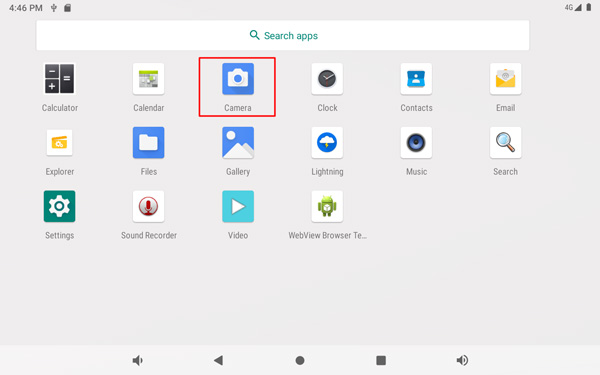 4:46 PM
4G
Search apps
Calculator
Calendar
Camera
Clock
Contacts
Email
Explorer
Files
Gallery
Lightning
Music
Search
Settings
Sound Recorder
Video
WebView Browser Te...